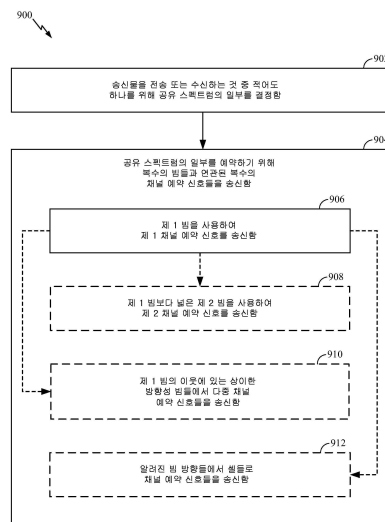 900
902
송신물을 전송 또는 수신하는 것 중 적어도
하나를 위해 공유 스펙트럼의 일부를 결정함
904
공유 스펙트럼의 일부를 예약하기 위해
복수의 빔들과 연관된 복수의
채널 예약 신호들을 송신함
906
제 1 빔을 사용하여
제 1 채널 예약 신호를 송신함
908
제 1 빔보다 넓은 제 2 빔을 사용하여
제 2 채널 예약 신호를 송신함
910
제 1 빔의 이웃에 있는 상이한
방향성 빔들에서 다중 채널
예약 신호들을 송신함
912
알려진 빔 방향들에서 셀들로
채널 예약 신호들을 송신함